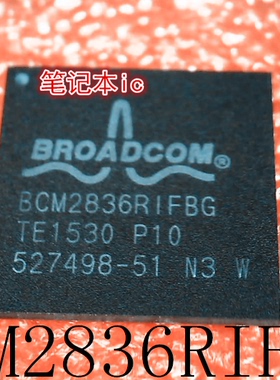 笔记本ic
BROADCOM®
BCM2836RIFBG
TE1530 P10
527498-51 N3 W
M2836RIF